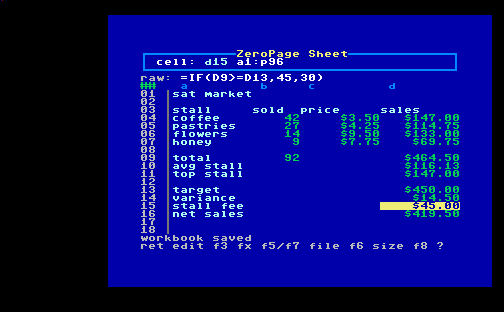 ZeroPage Sheet
cell: d15 a1:p96
raw: =IF(D9>=D13,45,30)
## a b c d
01 sat market
02
03 stall sold price sales
04 coffee 42 $3.50 $147.00
05 pastries 27 $4.25 $114.75
06 flowers 14 $9.50 $133.00
07 honey 9 $7.75 $69.75
08
09 total 92 $464.50
10 avg stall $116.13
11 top stall $147.00
12
13 target $450.00
14 variance $14.50
15 stall fee $45.00
16 net sales $419.50
17
18
workbook saved
ret edit f3 fx f5/f7 file f6 size f8 ?